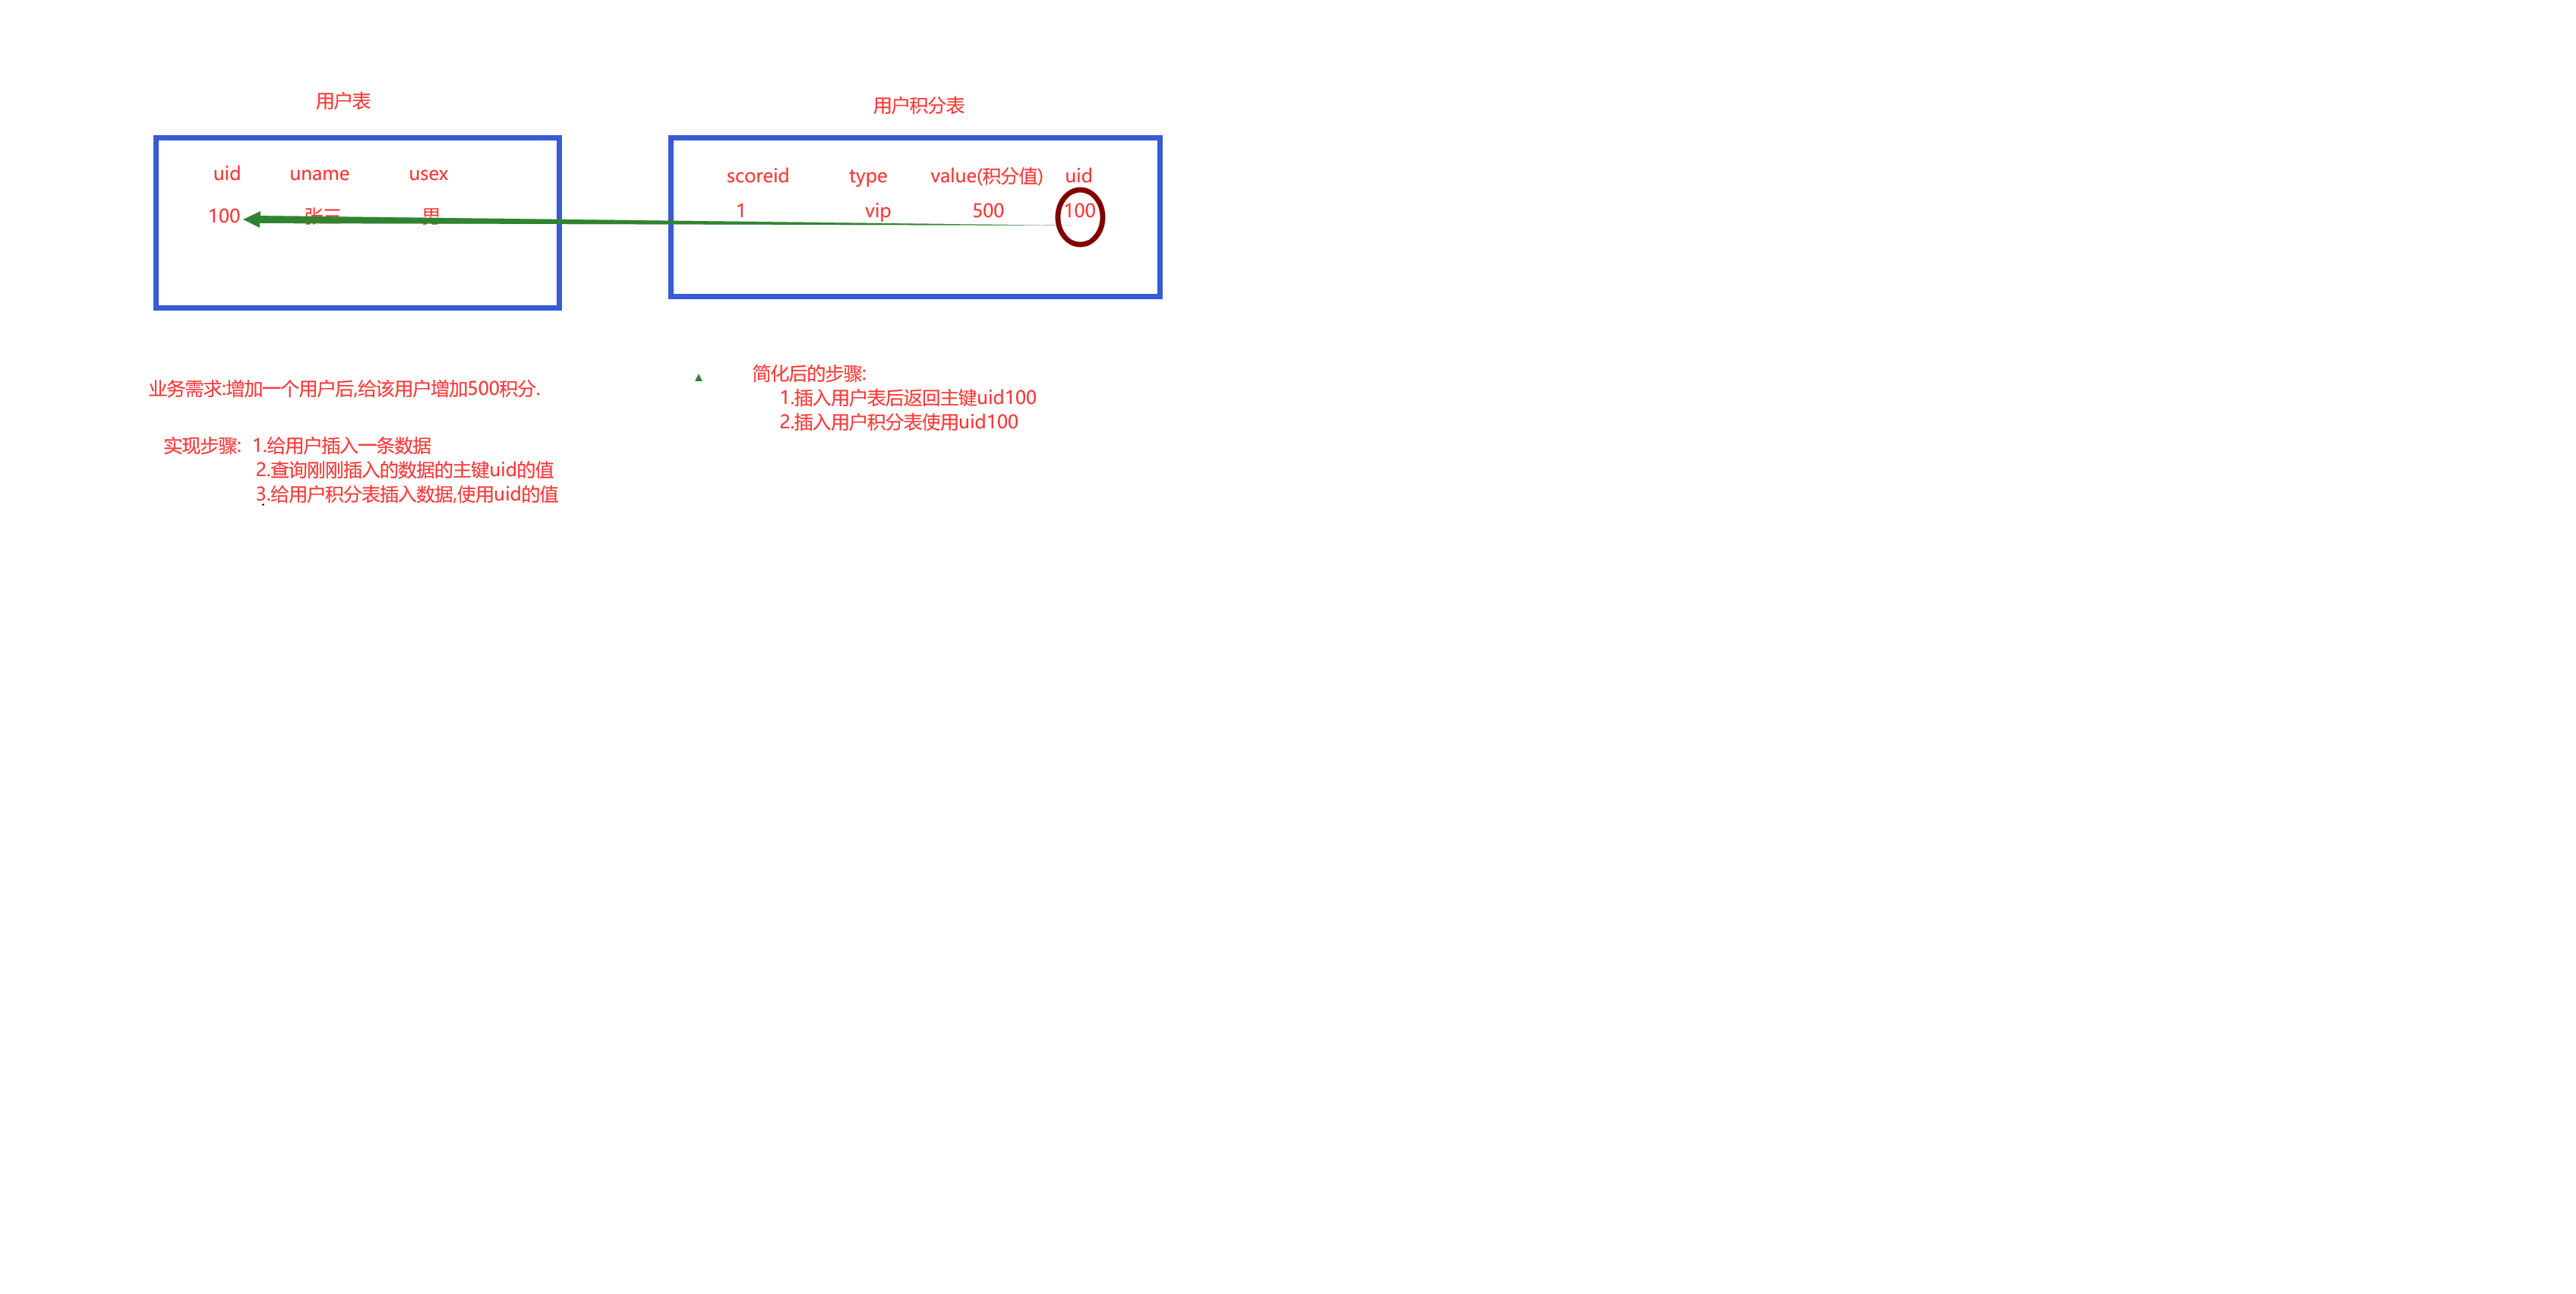 用户表
uid uname usex
100 张三 男
用户积分表
scoreid type value(积分值) uid
1 vip 500 100
业务需求:增加一个用户后,给该用户增加500积分.
实现步骤: 1.给用户插入一条数据
2.查询刚刚插入的数据的主键uid的值
3.给用户积分表插入数据,使用uid的值
简化后的步骤:
1.插入用户表后返回主键uid100
2.插入用户积分表使用uid100